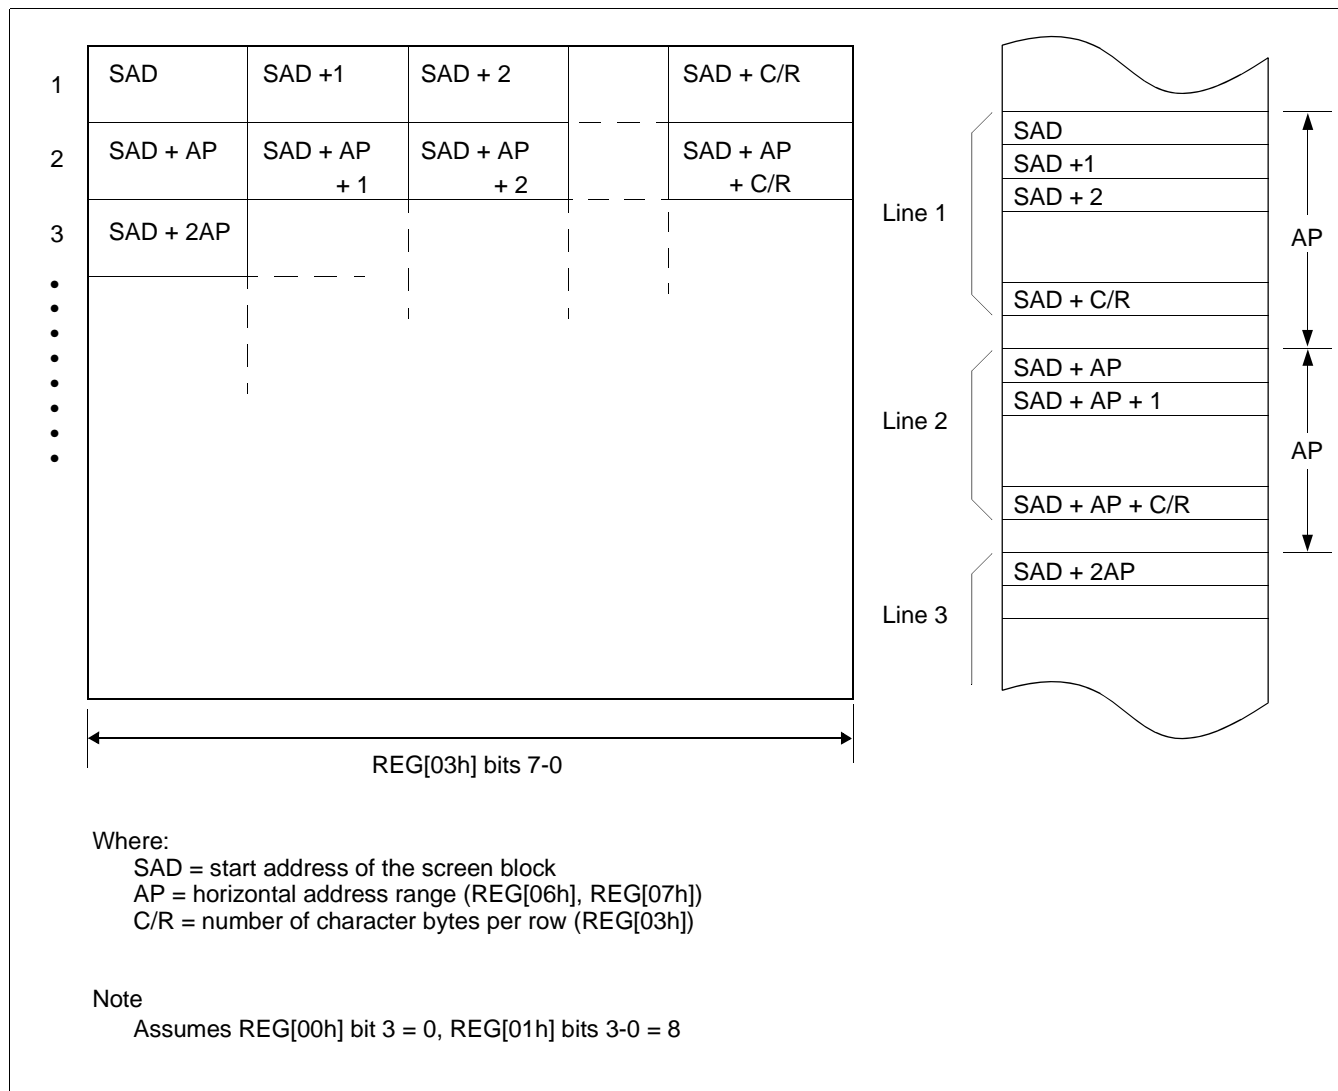 1 SAD SAD +1 SAD + 2 SAD + C/R
2 SAD + AP SAD + AP + 1 SAD + AP + 2 SAD + AP + C/R
3 SAD + 2AP
REG[03h] bits 7-0
Line 1
SAD
SAD +1
SAD + 2
SAD + C/R
AP
Line 2
SAD + AP
SAD + AP + 1
SAD + AP + C/R
AP
Line 3
SAD + 2AP
Where:
SAD = start address of the screen block
AP = horizontal address range (REG[06h], REG[07h])
C/R = number of character bytes per row (REG[03h])
Note
Assumes REG[00h] bit 3 = 0, REG[01h] bits 3-0 = 8